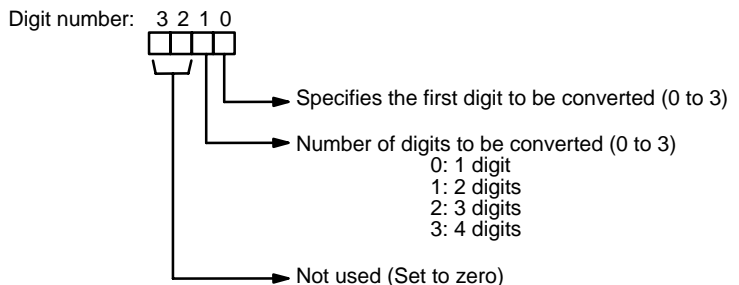 Digit number: 3 2 1 0
Specifies the first digit to be converted (0 to 3)
Number of digits to be converted (0 to 3)
0: 1 digit
1: 2 digits
2: 3 digits
3: 4 digits
Not used (Set to zero)